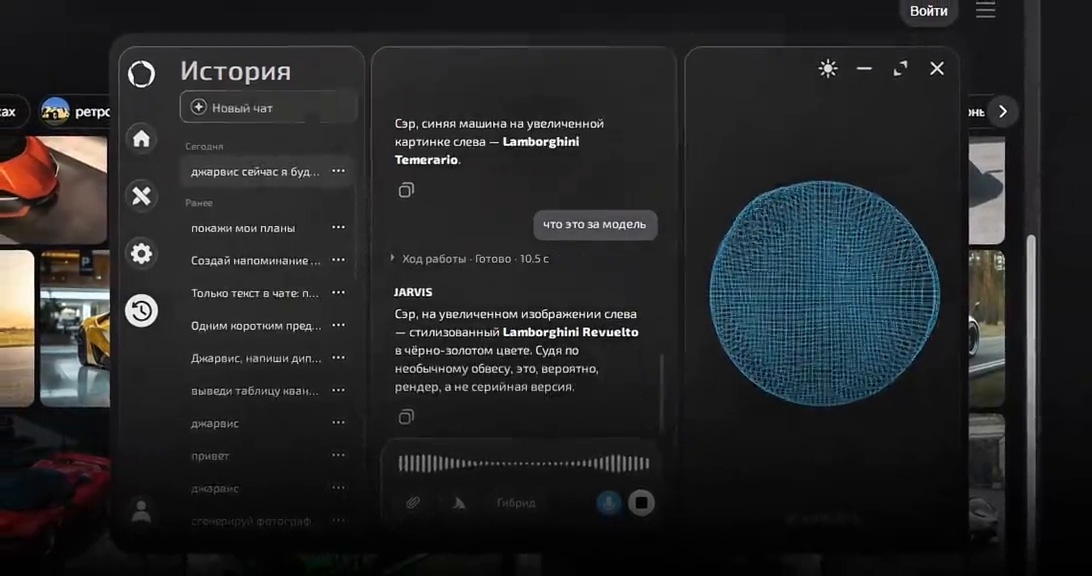 Войти
История
Новый чат
Сегодня
джарвис сейчас я буд...
Ранее
покажи мои планы
Создай напоминание ...
Только текст в чате: п...
Одним коротким пред...
Джарвис, напиши дип...
выведи таблицу кван...
джарвис
привет
джарвис
сгенерируй фотограф...
Сэр, синяя машина на увеличенной
картинке слева — Lamborghini
Temerario.
что это за модель
Ход работы · Готово · 10.5 с
JARVIS
Сэр, на увеличенном изображении слева
— стилизованный Lamborghini Revuelto
в чёрно-золотом цвете. Судя по
необычному обвесу, это, вероятно,
рендер, а не серийная версия.
Гибрид
ретро
P